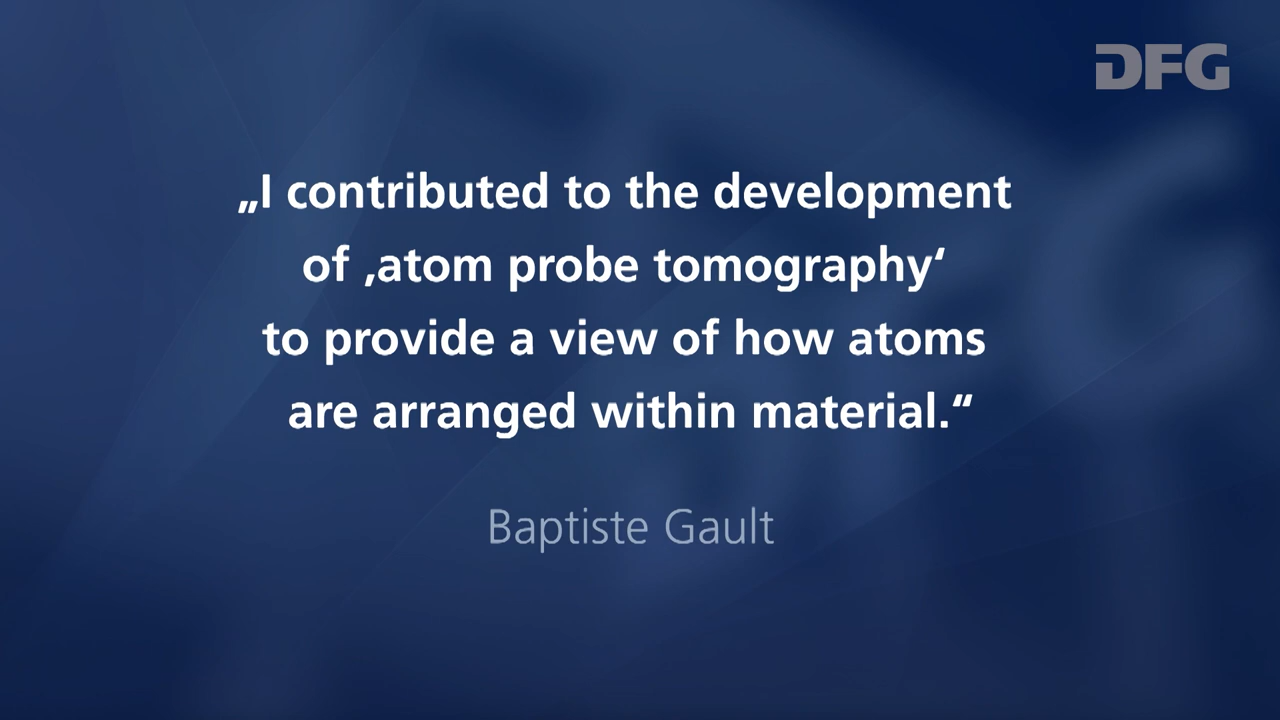 DFG
„I contributed to the development
of ‚atom probe tomography‘
to provide a view of how atoms
are arranged within material.“
Baptiste Gault